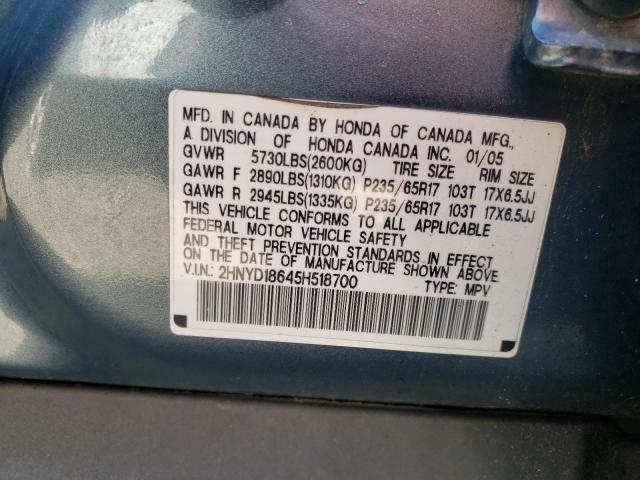 MFD. IN CANADA BY HONDA OF CANADA MFG.,
A DIVISION OF HONDA CANADA INC. 01/05
GVWR 5730LBS(2600KG) TIRE SIZE RIM SIZE
GAWR F 2890LBS(1310KG) P235/65R17 103T 17X6.5JJ
GAWR R 2945LBS(1335KG) P235/65R17 103T 17X6.5JJ
THIS VEHICLE CONFORMS TO ALL APPLICABLE
FEDERAL MOTOR VEHICLE SAFETY
AND THEFT PREVENTION STANDARDS IN EFFECT
ON THE DATE OF MANUFACTURE SHOWN ABOVE.
V.I.N.: 2HNYD18645H518700 TYPE: MPV